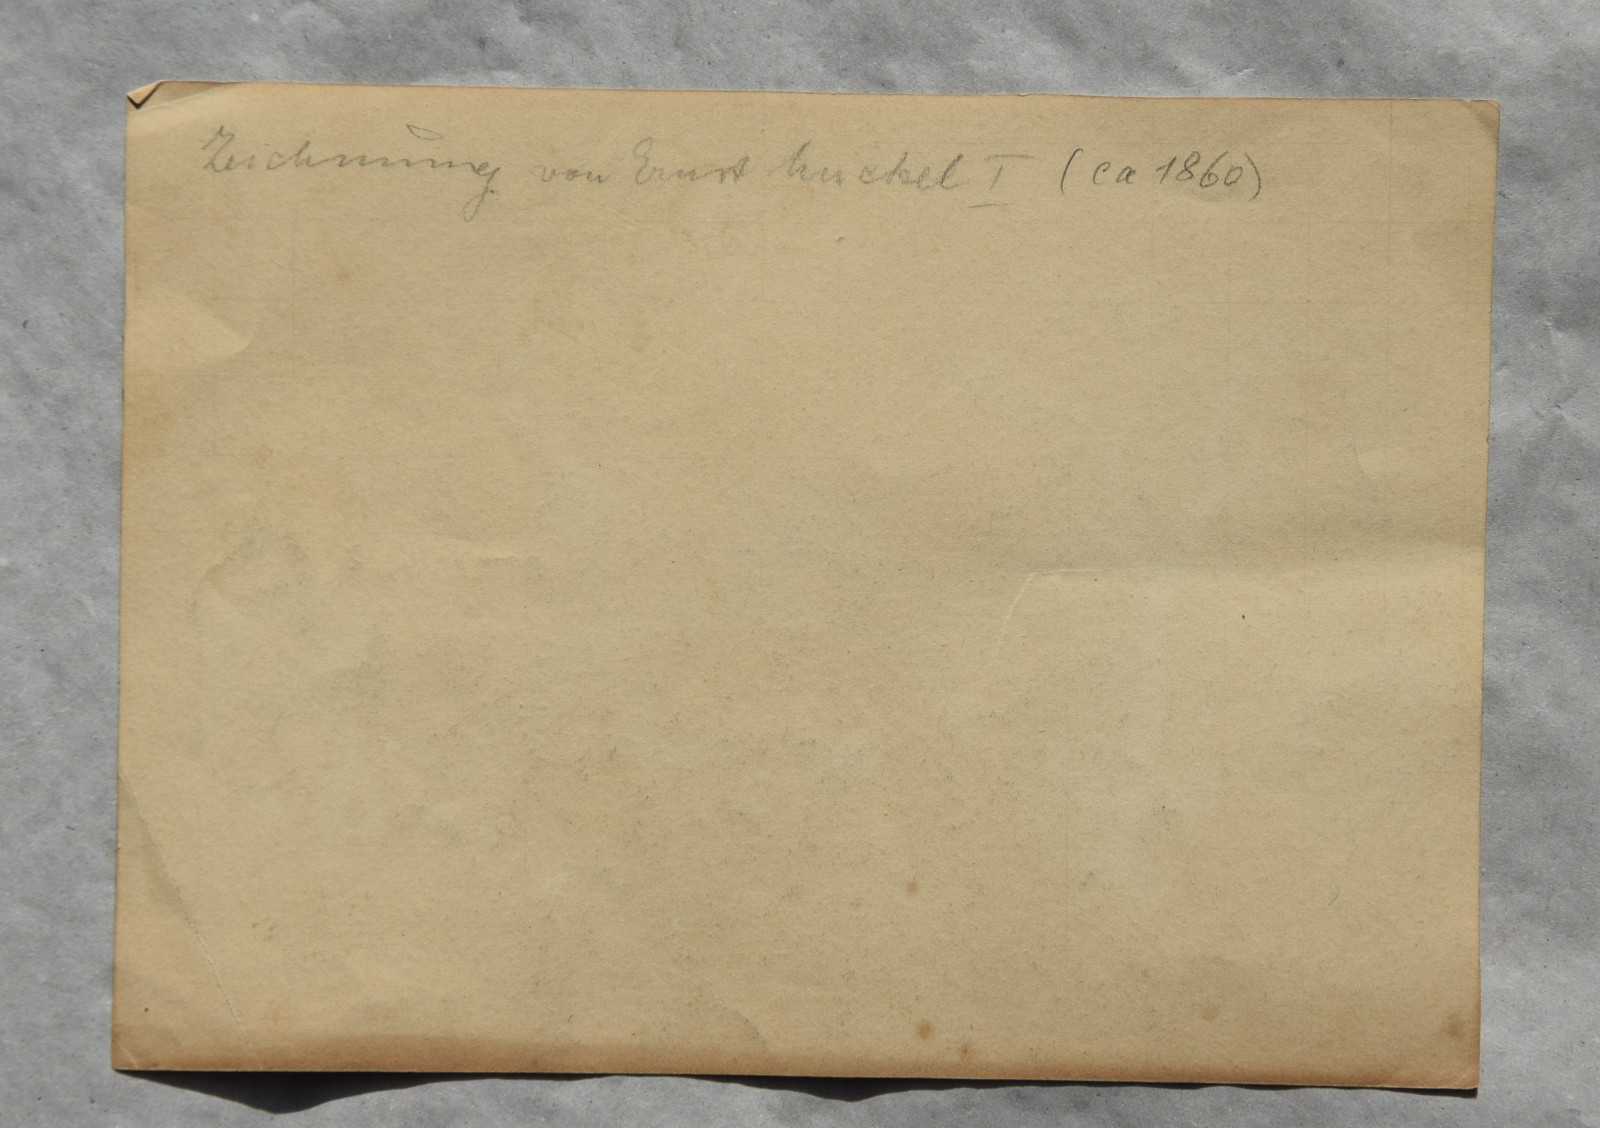 Zeichnung von Ernst I (ca 1860)